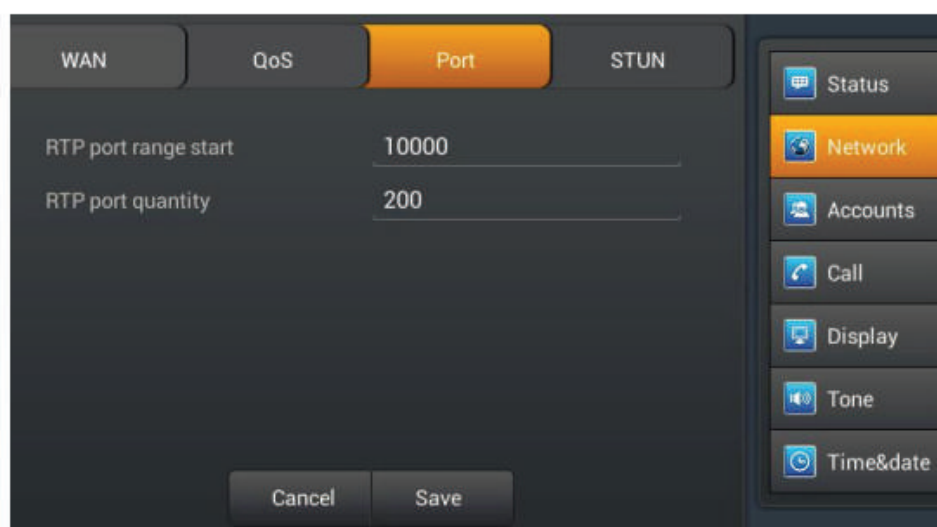 WAN QoS Port STUN
RTP port range start 10000
RTP port quantity 200
Cancel Save
Status
Network
Accounts
Call
Display
Tone
Time&date